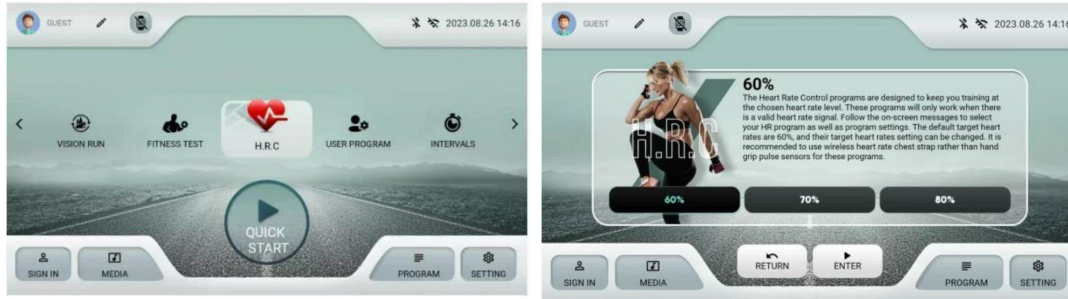 GUEST
2023.08.26 14:16
VISION RUN
FITNESS TEST
H.R.C
USER PROGRAM
INTERVALS
QUICK
START
SIGN IN
MEDIA
PROGRAM
SETTING
GUEST
2023.08.26 14:16
H.R.C
60%
The Heart Rate Control programs are designed to keep you training at
the chosen heart rate level. These programs will only work when there
is a valid heart rate signal. Follow the on-screen messages to select
your HR program as well as program settings. The default target heart
rates are 60%, and their target heart rates setting can be changed. It is
recommended to use wireless heart rate chest strap rather than hand
grip pulse sensors for these programs.
60%
70%
80%
RETURN
ENTER
SIGN IN
MEDIA
PROGRAM
SETTING